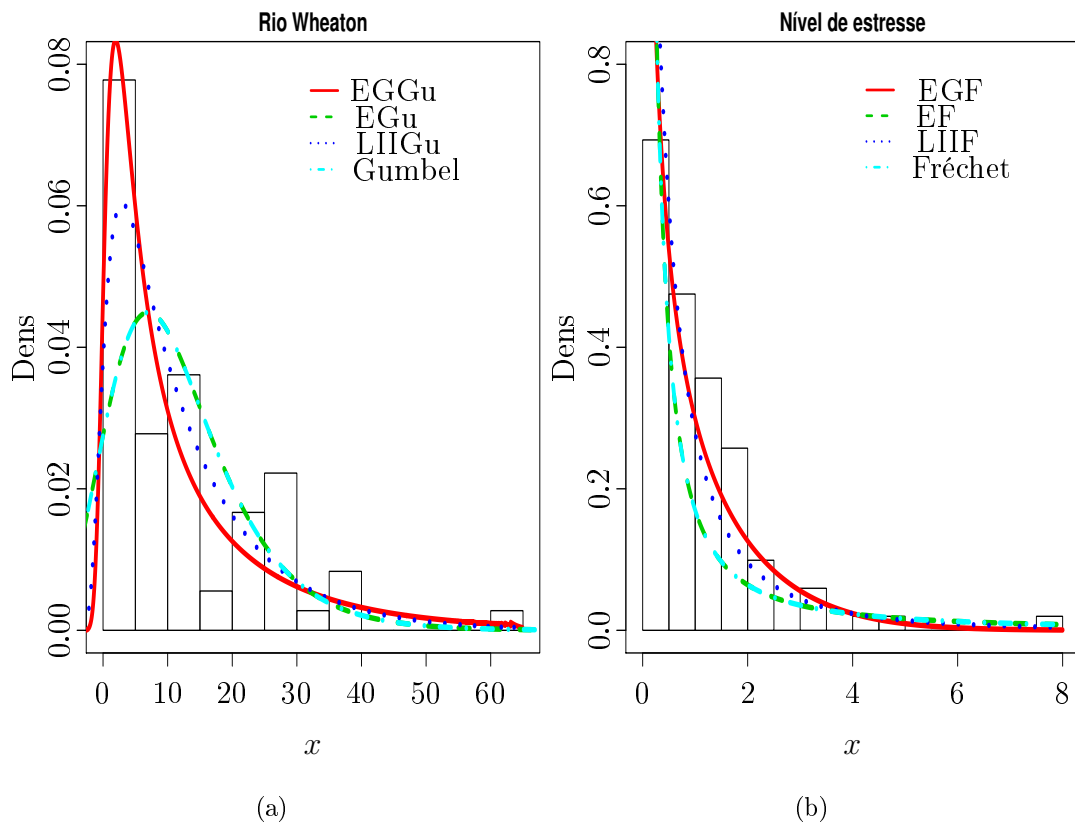 Rio Wheaton
EGGu
EGu
LIIGu
Gumbel
Dens
0.00 0.02 0.04 0.06 0.08
0 10 20 30 40 50 60
x
(a)
Nível de estresse
EGF
EF
LIIF
Fréchet
Dens
0.0 0.2 0.4 0.6 0.8
0 2 4 6 8
x
(b)